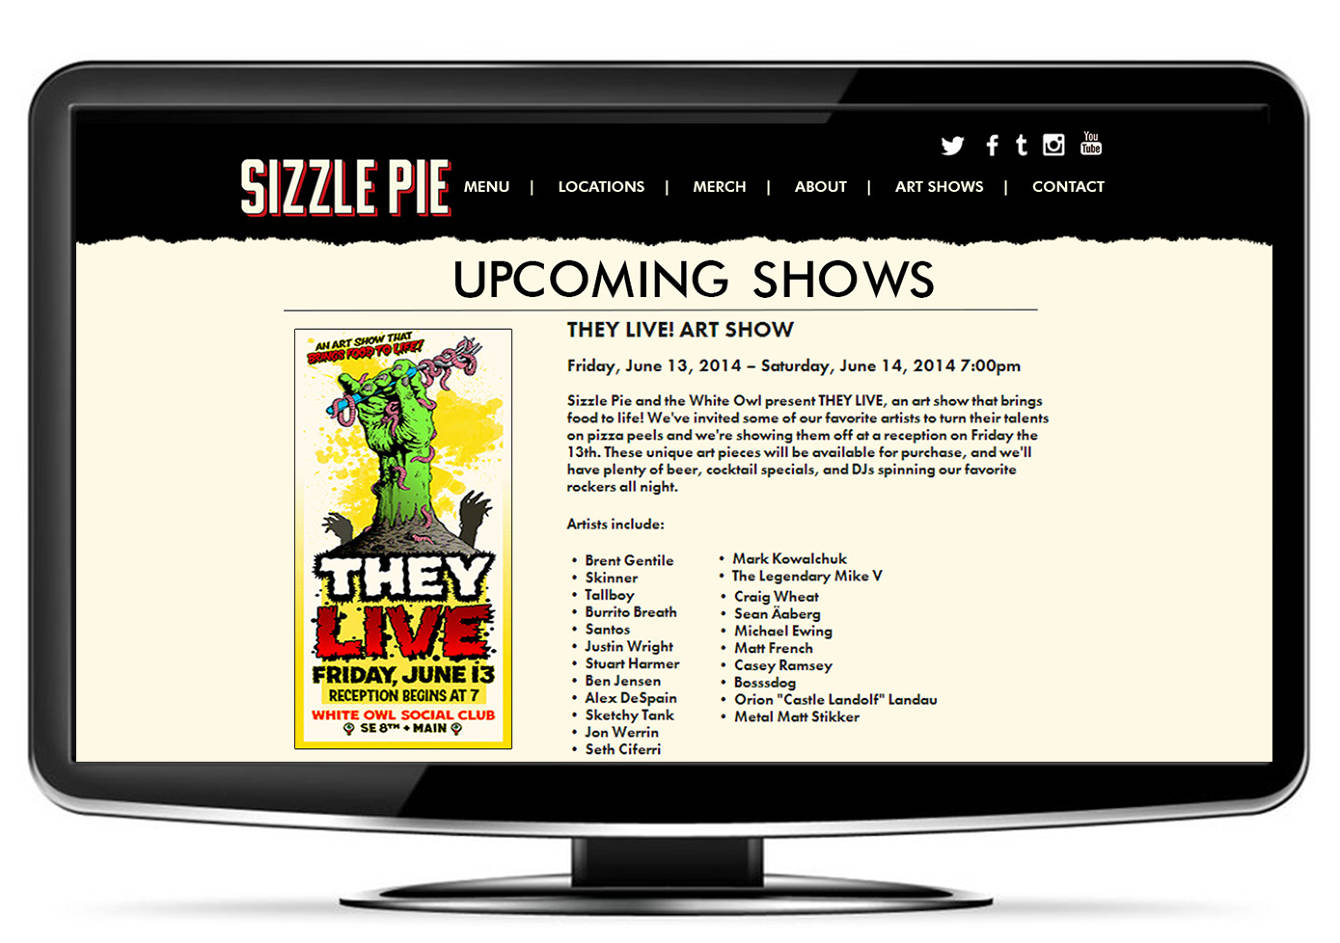 You
Tube
SIZZLE PIE
MENU | LOCATIONS | MERCH | ABOUT | ART SHOWS | CONTACT
UPCOMING SHOWS
AN ART SHOW THAT
BRINGS FOOD TO LIFE!
THEY
LIVE
FRIDAY, JUNE 13
RECEPTION BEGINS AT 7
WHITE OWL SOCIAL CLUB
SE 8TH + MAIN
THEY LIVE! ART SHOW
Friday, June 13, 2014 – Saturday, June 14, 2014 7:00pm
Sizzle Pie and the White Owl present THEY LIVE, an art show that brings
food to life! We've invited some of our favorite artists to turn their talents
on pizza peels and we're showing them off at a reception on Friday the
13th. These unique art pieces will be available for purchase, and we'll
have plenty of beer, cocktail specials, and DJs spinning our favorite
rockers all night.
Artists include:
• Brent Gentile
• Skinner
• Tallboy
• Burrito Breath
• Santos
• Justin Wright
• Stuart Harmer
• Ben Jensen
• Alex DeSpain
• Sketchy Tank
• Jon Werrin
• Seth Ciferri
• Mark Kowalchuk
• The Legendary Mike V
• Craig Wheat
• Sean Äaberg
• Michael Ewing
• Matt French
• Casey Ramsey
• Bosssdog
• Orion "Castle Landolf" Landau
• Metal Matt Stikker